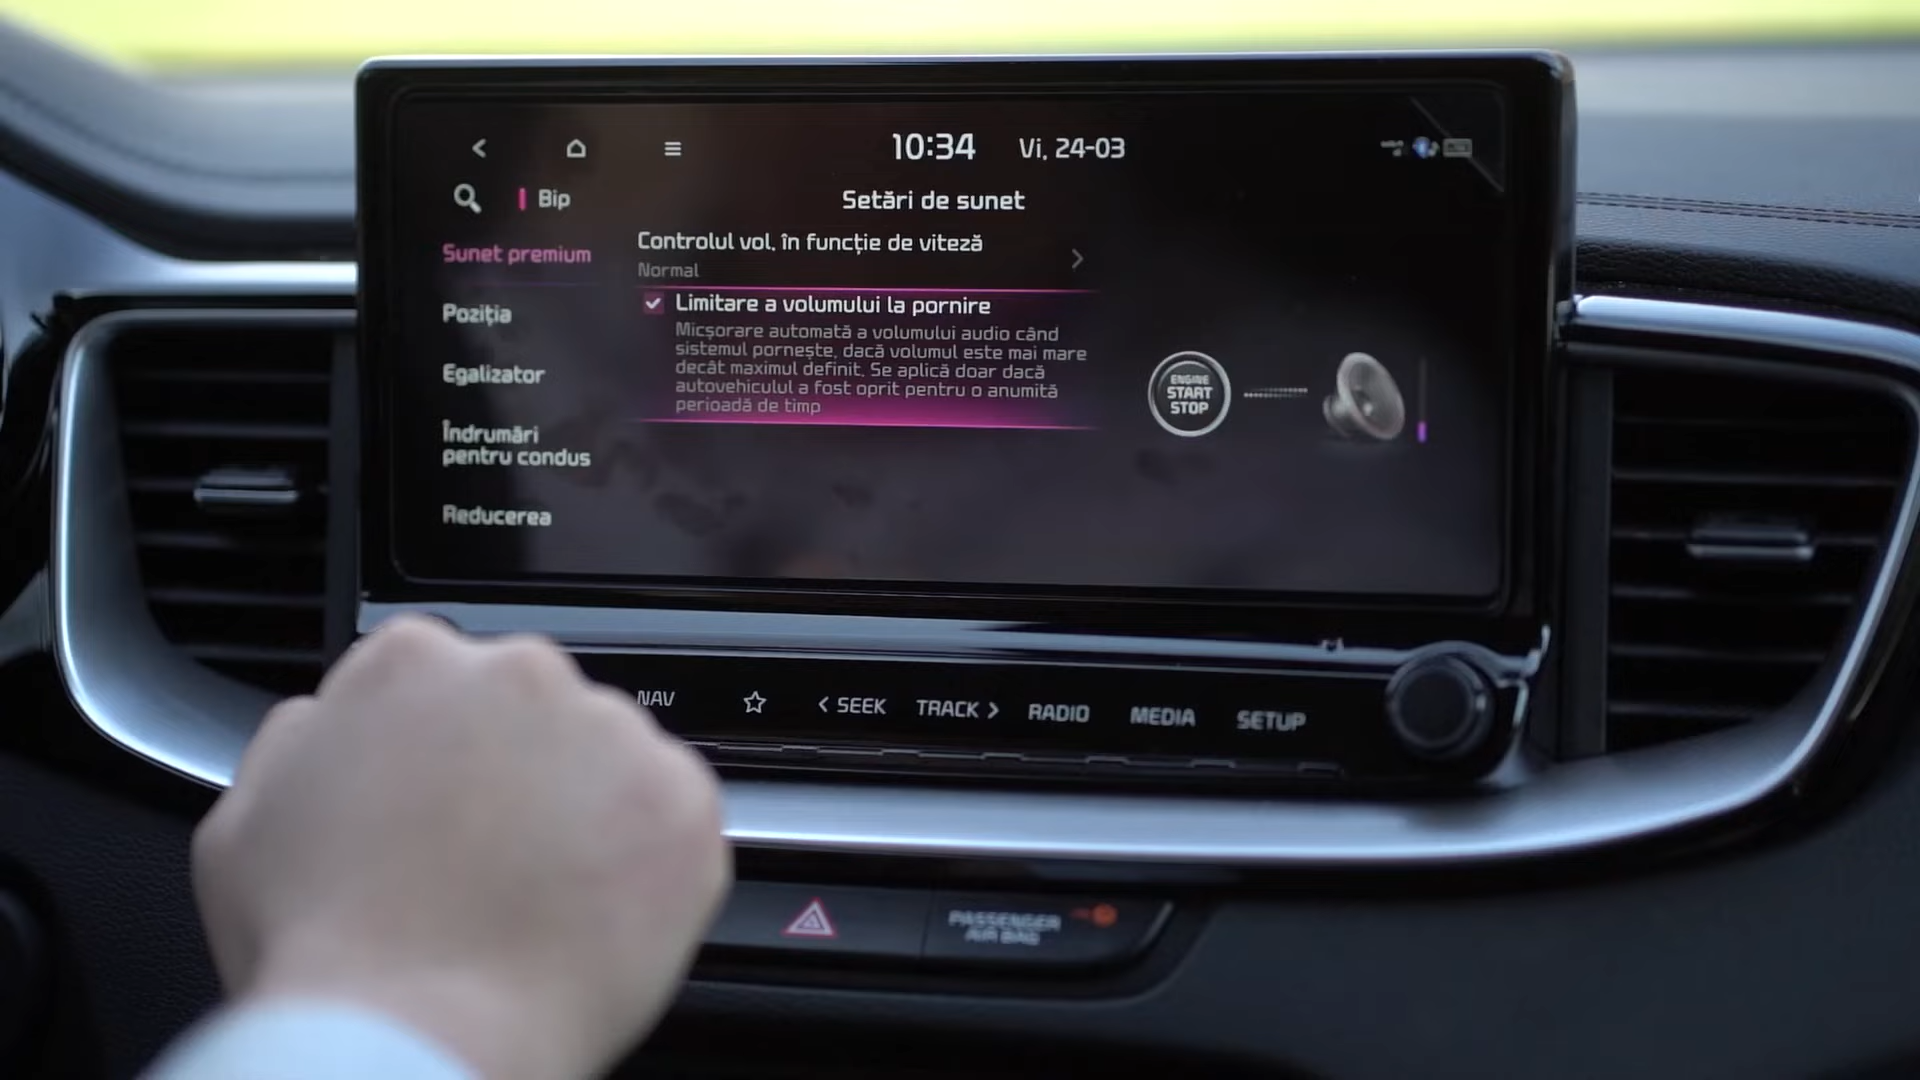 10:34 Vi, 24-03
Bip
Setări de sunet
Sunet premium
Poziția
Egalizator
Îndrumări
pentru condus
Reducerea
Controlul vol. în funcție de viteză
Normal
Limitare a volumului la pornire
Micșorare automată a volumului audio când
sistemul pornește, dacă volumul este mai mare
decât maximul definit. Se aplică doar dacă
autovehiculul a fost oprit pentru o anumită
perioadă de timp
ENGINE
START
STOP
NAV
< SEEK
TRACK >
RADIO
MEDIA
SETUP
PASSENGER
AIR BAG